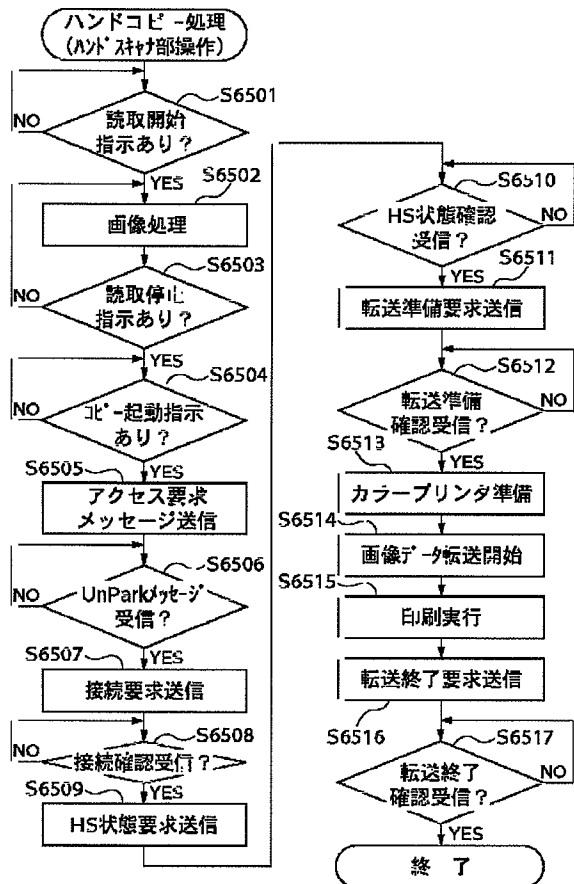 ハンドコピー処理
(ﾊﾝﾄﾞｽｷｬﾅ部操作)
S6501
読取開始
指示あり?
NO
YES
S6502
画像処理
S6503
読取停止
指示あり?
NO
YES
S6504
ｺﾋﾟｰ起動指示
あり?
NO
YES
S6505
アクセス要求
メッセージ送信
S6506
UnParkﾒｯｾｰｼﾞ
受信?
NO
YES
S6507
接続要求送信
S6508
接続確認受信?
NO
YES
S6509
HS状態要求送信
S6510
HS状態確認
受信?
NO
YES
S6511
転送準備要求送信
S6512
転送準備
確認受信?
NO
YES
S6513
カラープリンタ準備
S6514
画像ﾃﾞｰﾀ転送開始
S6515
印刷実行
転送終了要求送信
S6516
S6517
転送終了
確認受信?
NO
YES
終 了